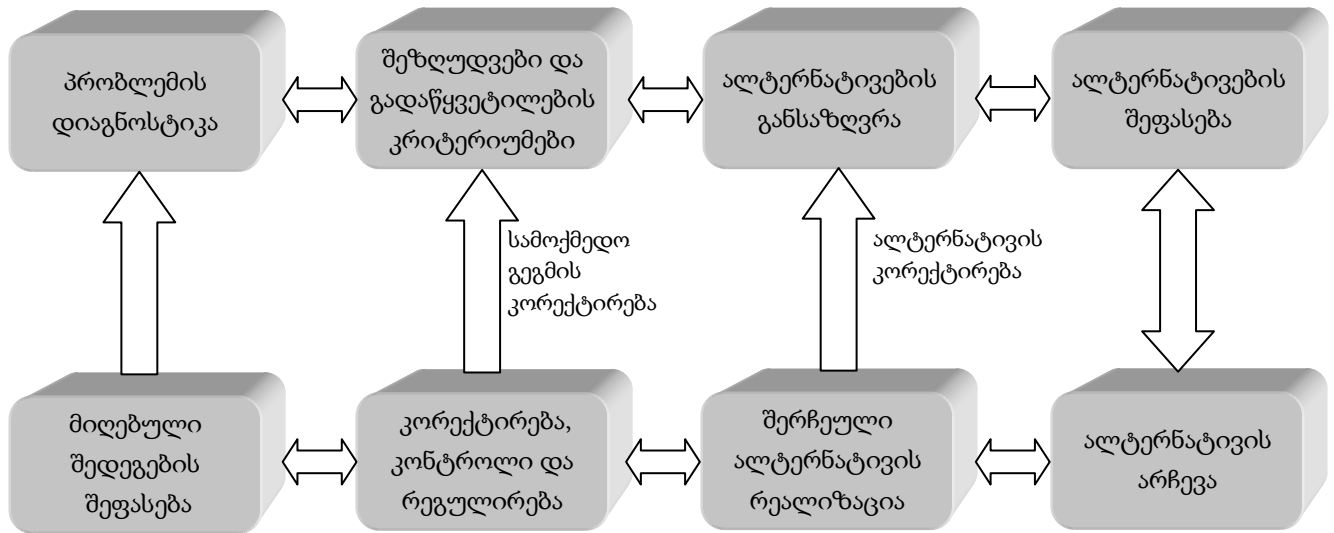 პრობლემის
დიაგნოსტიკა
შეზღუდვები და
გადაწყვეტილების
კრიტერიუმები
ალტერნატივების
განსაზღვრა
ალტერნატივების
შეფასება
სამოქმედო
გეგმის
კორექტირება
ალტერნატივის
კორექტირება
მიღებული
შედეგების
შეფასება
კორექტირება,
კონტროლი და
რეგულირება
შერჩეული
ალტერნატივის
რეალიზაცია
ალტერნატივის
არჩევა